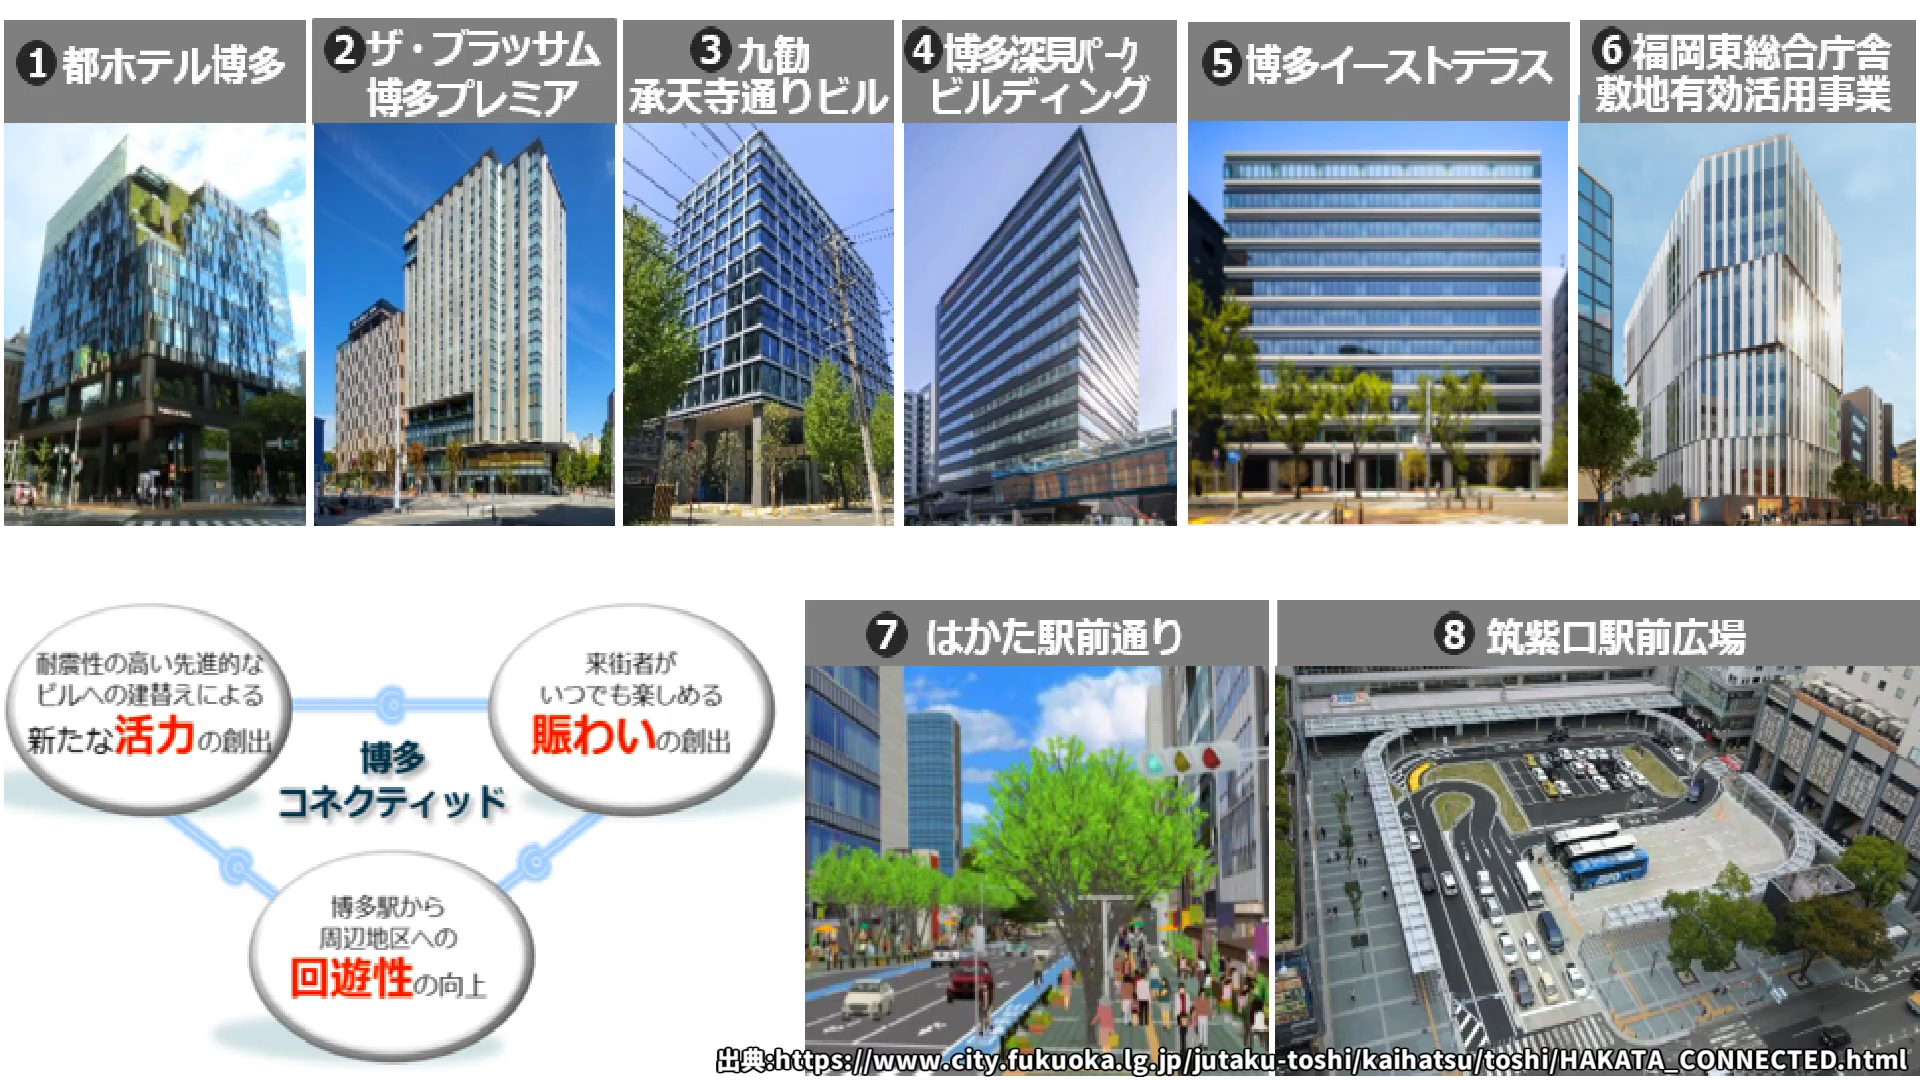 ❶都ホテル博多
❷ザ・ブラッサム
博多プレミア
❸九勧
承天寺通りビル
❹博多深見パーク
ビルディング
❺博多イーストテラス
❻福岡東総合庁舎
敷地有効活用事業
耐震性の高い先進的な
ビルへの建替えによる
新たな活力の創出
来街者が
いつでも楽しめる
賑わいの創出
博多
コネクティッド
博多駅から
周辺地区への
回遊性の向上
❼はかた駅前通り
❽筑紫口駅前広場
出典:https://www.city.fukuoka.lg.jp/jutaku-toshi/kaihatsu/toshi/HAKATA_CONNECTED.html